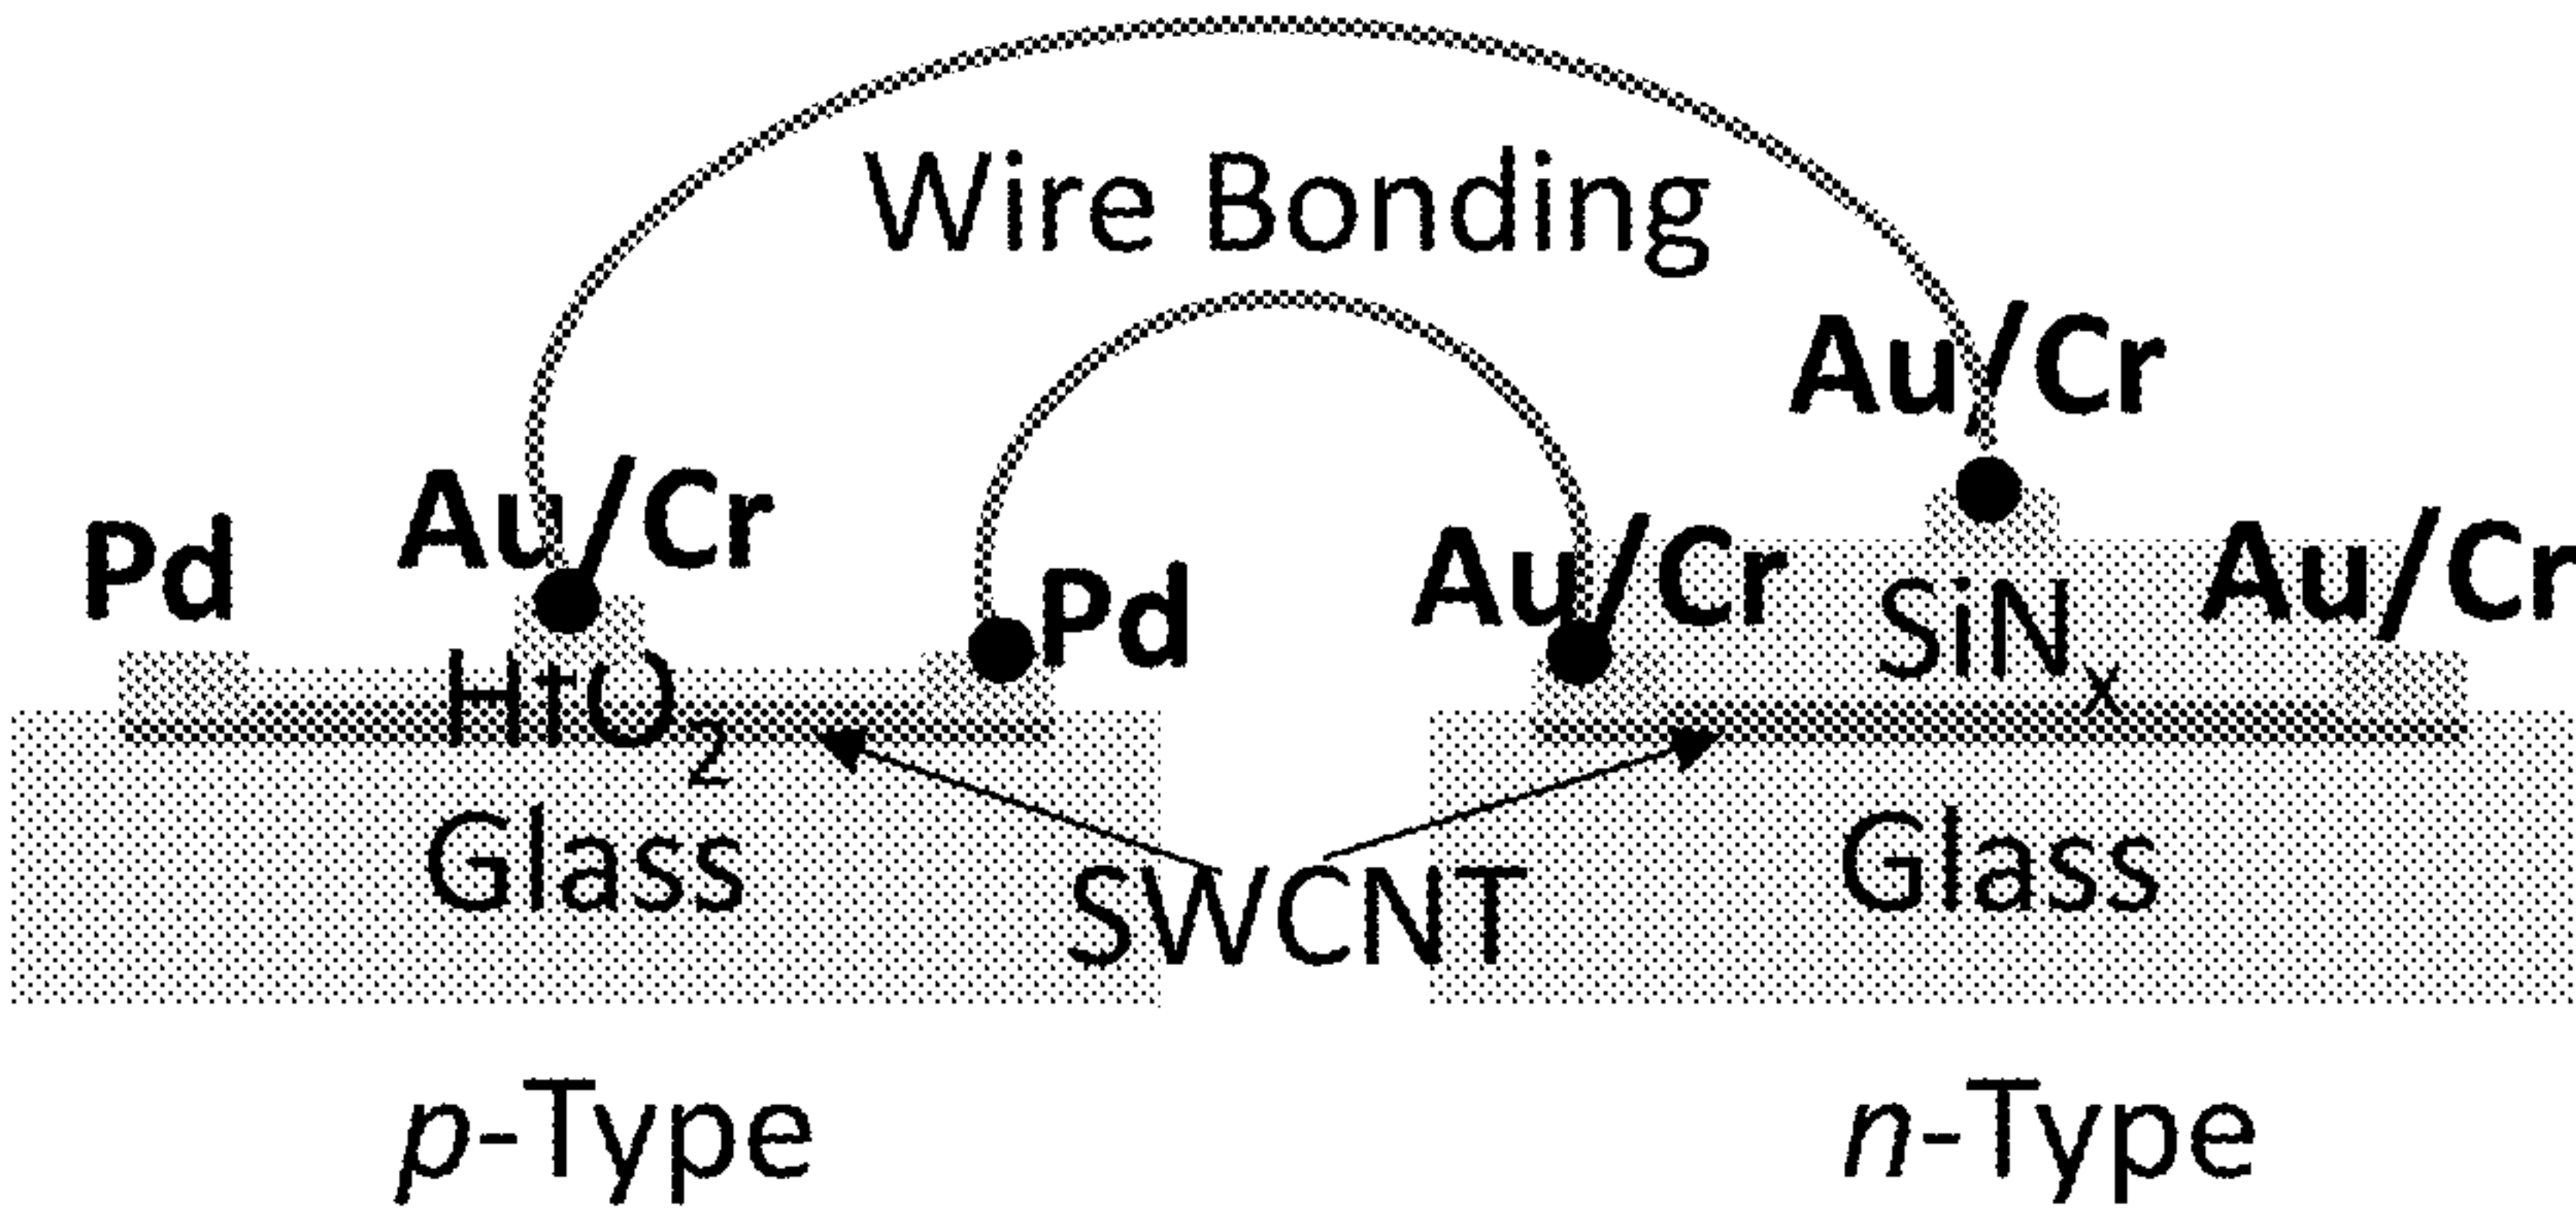 Wire Bonding
Au/Cr
Au/Cr
Pd
Pd
Au/Cr
Au/Cr
HfO₂
SiNₓ
Glass
Glass
SWCNT
p-Type
n-Type